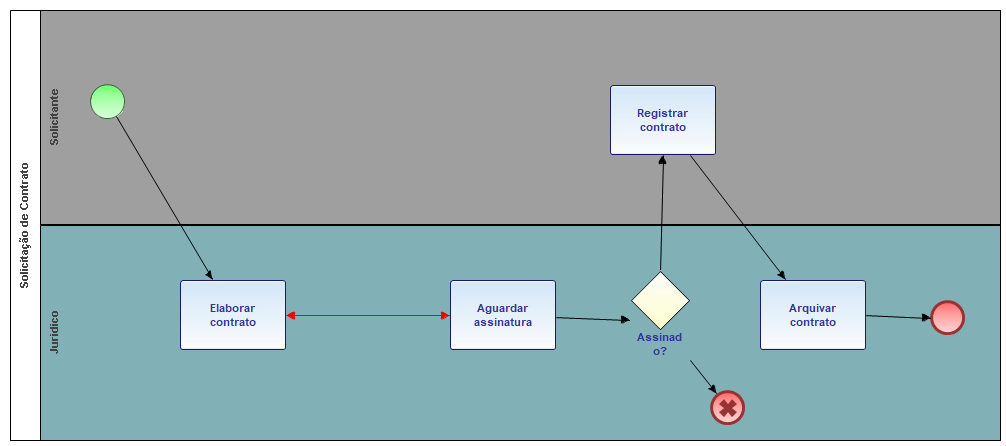 Solicitação de Contrato
Solicitante
Registrar
contrato
Jurídico
Elaborar
contrato
Aguardar
assinatura
Assinad
o?
Arquivar
contrato